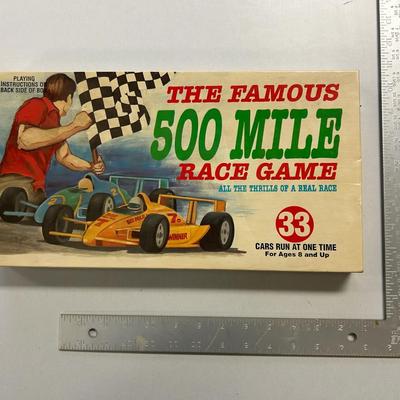 PLAYING
INSTRUCTIONS ON
BACK SIDE OF BOX
THE FAMOUS
500 MILE
RACE GAME
ALL THE THRILLS OF A REAL RACE
33
CARS RUN AT ONE TIME
For Ages 8 and Up
WINNER